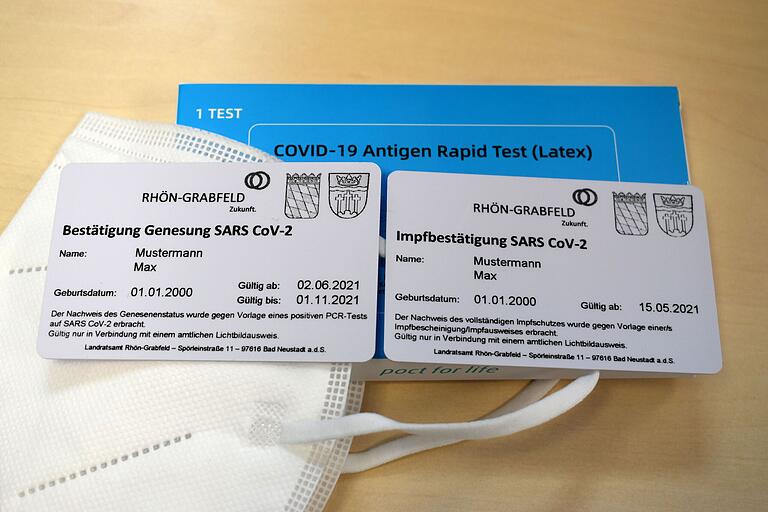 1 TEST
COVID-19 Antigen Rapid Test (Latex)
RHÖN-GRABFELD
Zukunft.
Bestätigung Genesung SARS CoV-2
Name: Mustermann
Max
Gültig ab: 02.06.2021
Geburtsdatum: 01.01.2000
Gültig bis: 01.11.2021
Der Nachweis des Genesenenstatus wurde gegen Vorlage eines positiven PCR-Tests
auf SARS CoV-2 erbracht.
Gültig nur in Verbindung mit einem amtlichen Lichtbildausweis.
Landratsamt Rhön-Grabfeld – Spörleinstraße 11 – 97616 Bad Neustadt a.d.S.
RHÖN-GRABFELD
Zukunft.
Impfbestätigung SARS CoV-2
Name: Mustermann
Max
Geburtsdatum: 01.01.2000 Gültig ab: 15.05.2021
Der Nachweis des vollständigen Impfschutzes wurde gegen Vorlage einer/s
Impfbescheinigung/Impfausweises erbracht.
Gültig nur in Verbindung mit einem amtlichen Lichtbildausweis.
Landratsamt Rhön-Grabfeld – Spörleinstraße 11 – 97616 Bad Neustadt a.d.S.
poct for life